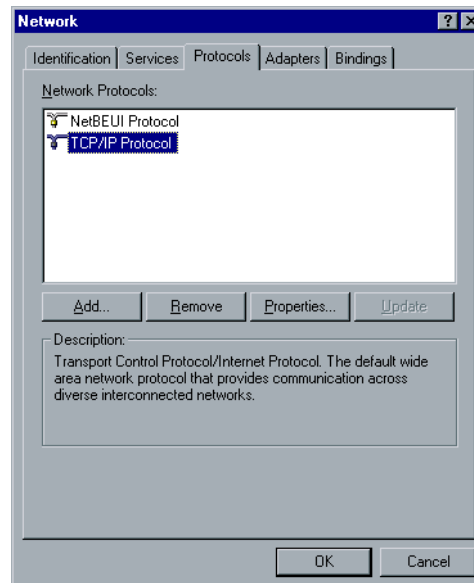 Network
Identification Services Protocols Adapters Bindings
Network Protocols:
NetBEUI Protocol
TCP/IP Protocol
Add... Remove Properties... Update
Description:
Transport Control Protocol/Internet Protocol. The default wide
area network protocol that provides communication across
diverse interconnected networks.
OK Cancel